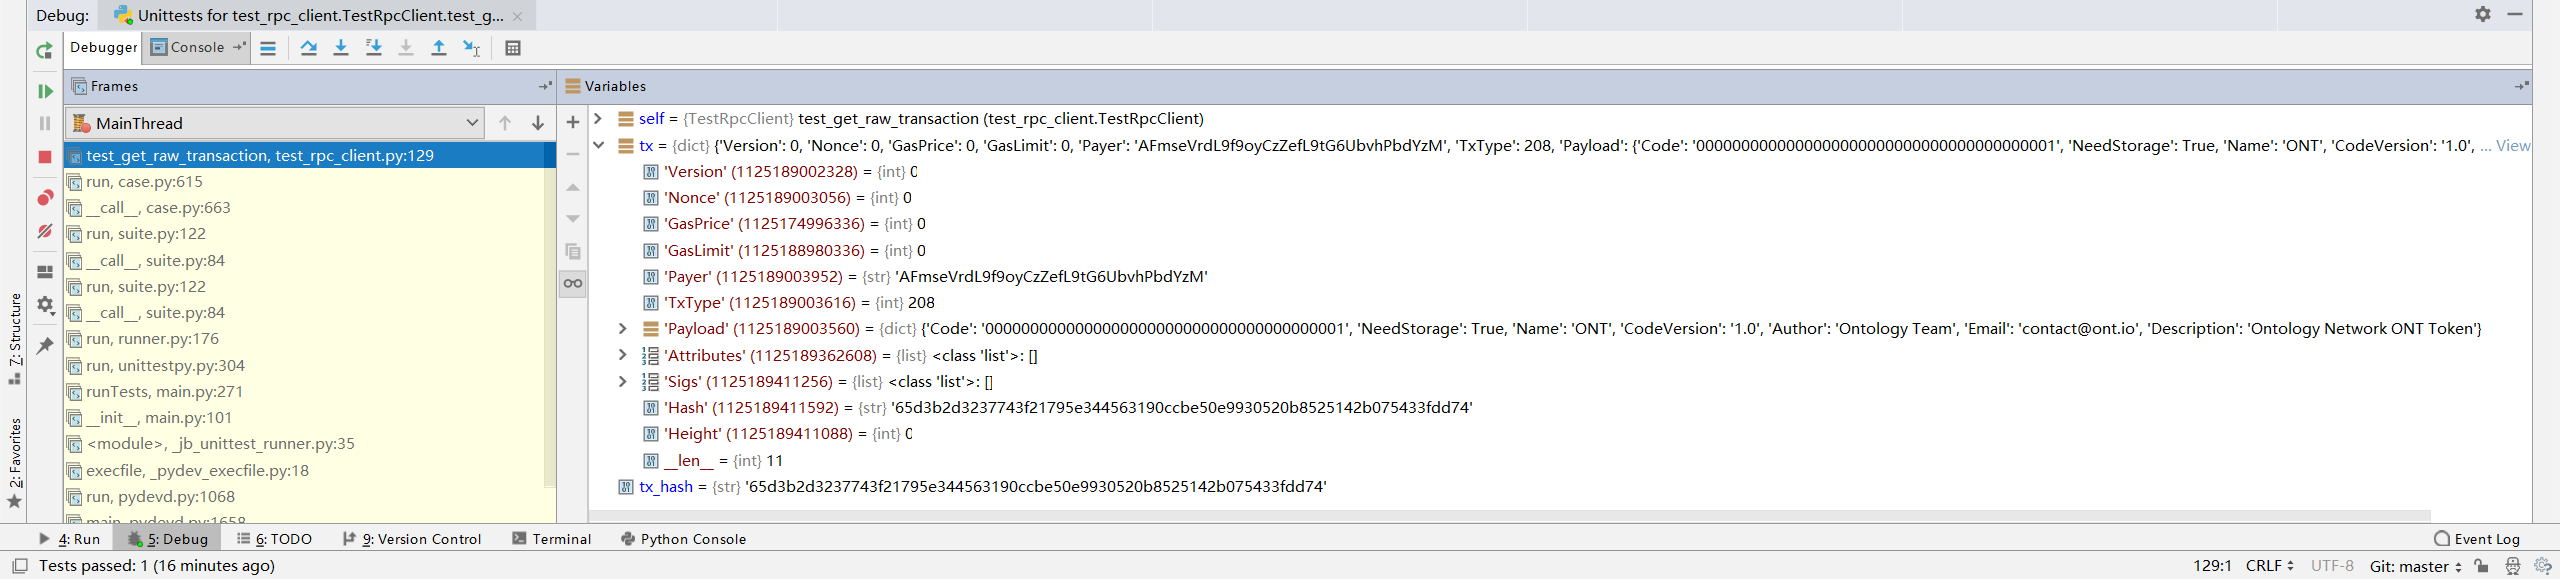 Debug: Unittests for test_rpc_client.TestRpcClient.test_g...
Debugger Console
Frames
Variables
MainThread
test_get_raw_transaction, test_rpc_client.py:129
run, case.py:615
__call__, case.py:663
run, suite.py:122
__call__, suite.py:84
run, suite.py:122
__call__, suite.py:84
run, runner.py:176
run, unittestpy.py:304
runTests, main.py:271
__init__, main.py:101
<module>, _jb_unittest_runner.py:35
execfile, _pydev_execfile.py:18
run, pydevd.py:1068
main, pydevd.py:1658
self = {TestRpcClient} test_get_raw_transaction (test_rpc_client.TestRpcClient)
tx = {dict} {'Version': 0, 'Nonce': 0, 'GasPrice': 0, 'GasLimit': 0, 'Payer': 'AFmseVrdL9f9oyCzZefL9tG6UbvhPbdYzM', 'TxType': 208, 'Payload': {'Code': '0000000000000000000000000000000000000001', 'NeedStorage': True, 'Name': 'ONT', 'CodeVersion': '1.0', ... View
'Version' (1125189002328) = {int} 0
'Nonce' (1125189003056) = {int} 0
'GasPrice' (1125174996336) = {int} 0
'GasLimit' (1125188980336) = {int} 0
'Payer' (1125189003952) = {str} 'AFmseVrdL9f9oyCzZefL9tG6UbvhPbdYzM'
'TxType' (1125189003616) = {int} 208
'Payload' (1125189003560) = {dict} {'Code': '0000000000000000000000000000000000000001', 'NeedStorage': True, 'Name': 'ONT', 'CodeVersion': '1.0', 'Author': 'Ontology Team', 'Email': 'contact@ont.io', 'Description': 'Ontology Network ONT Token'}
'Attributes' (1125189362608) = {list} <class 'list'>: []
'Sigs' (1125189411256) = {list} <class 'list'>: []
'Hash' (1125189411592) = {str} '65d3b2d3237743f21795e344563190ccbe50e9930520b8525142b075433fdd74'
'Height' (1125189411088) = {int} 0
__len__ = {int} 11
tx_hash = {str} '65d3b2d3237743f21795e344563190ccbe50e9930520b8525142b075433fdd74'
7: Structure
2: Favorites
4: Run 5: Debug 6: TODO 9: Version Control Terminal Python Console Event Log
Tests passed: 1 (16 minutes ago) 129:1 CRLF UTF-8 Git: master